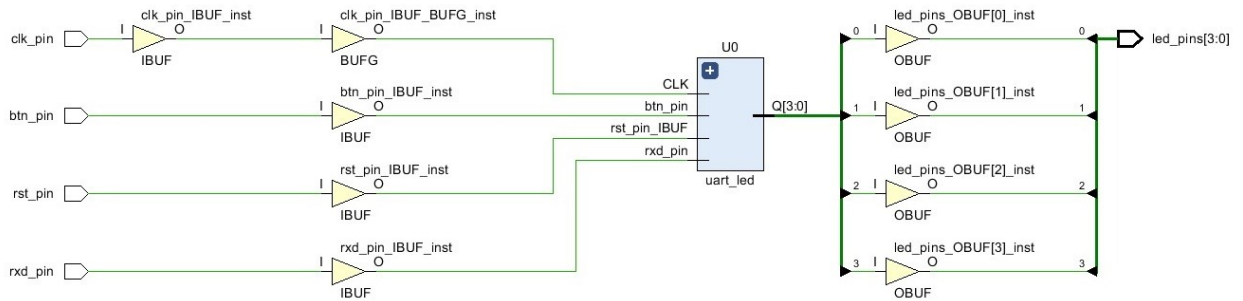 clk_pin_IBUF_inst
clk_pin_IBUF_BUFG_inst
led_pins_OBUF[0]_inst
clk_pin
I
O
IBUF
I
O
BUFG
U0
0
I
O
OBUF
0
led_pins[3:0]
CLK
btn_pin_IBUF_inst
led_pins_OBUF[1]_inst
btn_pin
I
O
IBUF
btn_pin
Q[3:0]
1
I
O
OBUF
1
rst_pin_IBUF
rxd_pin
uart_led
rst_pin_IBUF_inst
led_pins_OBUF[2]_inst
rst_pin
I
O
IBUF
2
I
O
OBUF
2
rxd_pin_IBUF_inst
led_pins_OBUF[3]_inst
rxd_pin
I
O
IBUF
3
I
O
OBUF
3